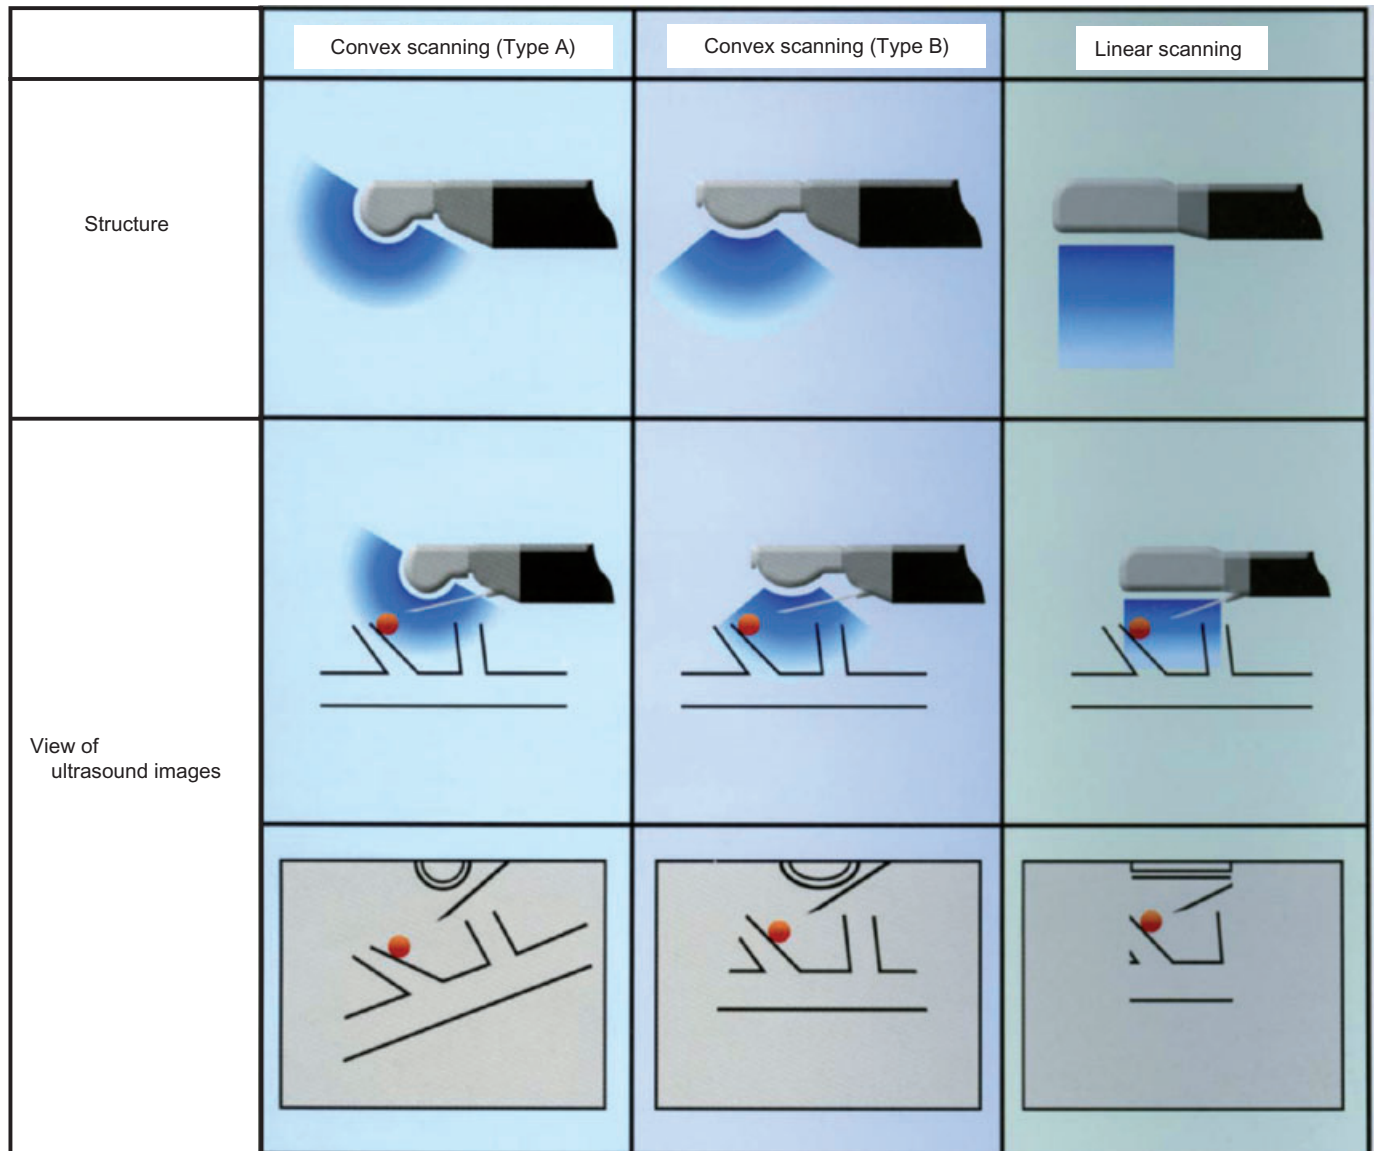 Convex scanning (Type A)
Convex scanning (Type B)
Linear scanning
Structure
View of
ultrasound images